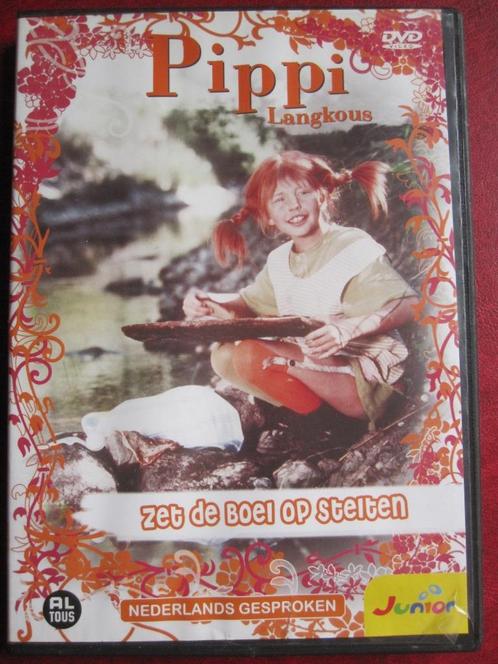 Pippi
Langkous
DVD
VIDEO
Zet de Boel op Stelten
AL
TOUS
NEDERLANDS GESPROKEN
Junior